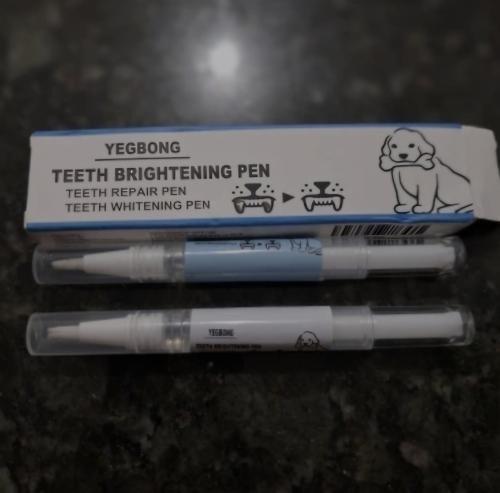 YEGBONG
TEETH BRIGHTENING PEN
TEETH REPAIR PEN
TEETH WHITENING PEN
YEGBONG
TEETH BRIGHTENING PEN